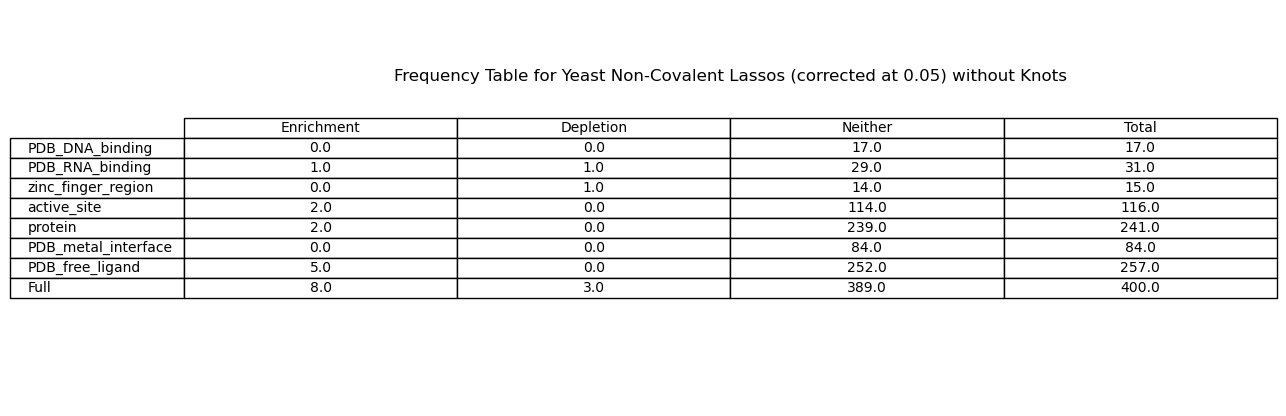 Frequency Table for Yeast Non-Covalent Lassos (corrected at 0.05) without Knots
Enrichment Depletion Neither Total
PDB_DNA_binding 0.0 0.0 17.0 17.0
PDB_RNA_binding 1.0 1.0 29.0 31.0
zinc_finger_region 0.0 1.0 14.0 15.0
active_site 2.0 0.0 114.0 116.0
protein 2.0 0.0 239.0 241.0
PDB_metal_interface 0.0 0.0 84.0 84.0
PDB_free_ligand 5.0 0.0 252.0 257.0
Full 8.0 3.0 389.0 400.0